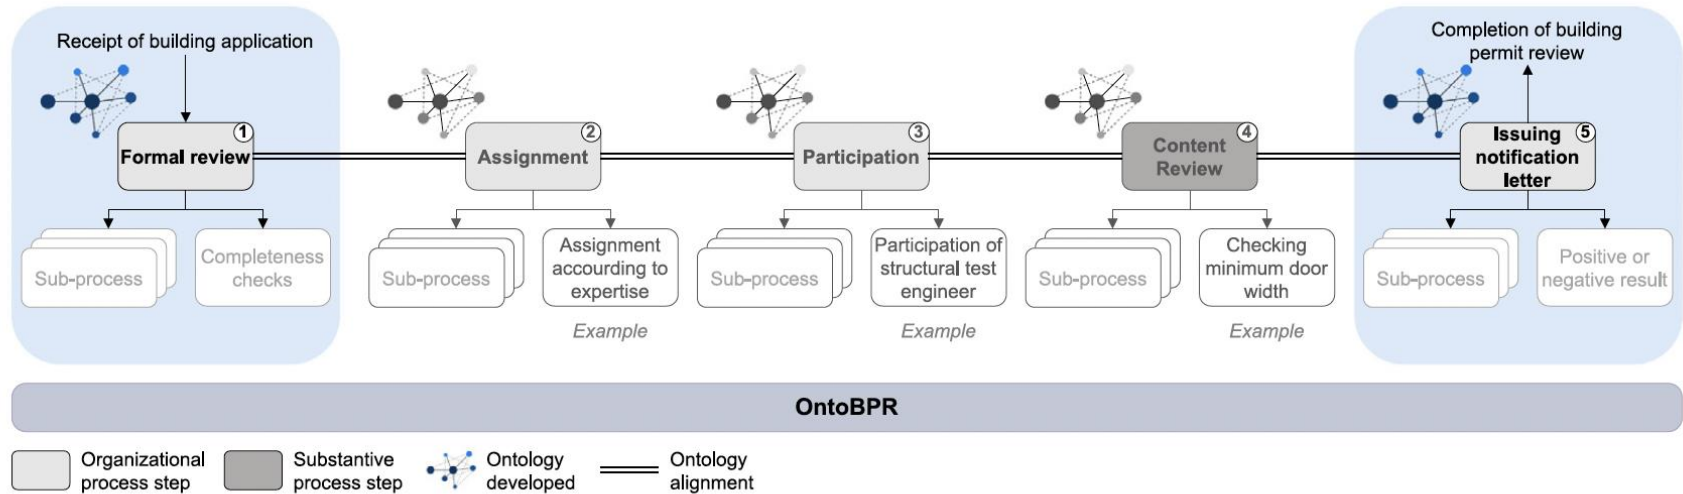 Receipt of building application
Completion of building
permit review
1
Formal review
2
Assignment
3
Participation
4
Content
Review
5
Issuing
notification
letter
Sub-process
Completeness
checks
Sub-process
Assignment
accourding to
expertise
Example
Sub-process
Participation of
structural test
engineer
Example
Sub-process
Checking
minimum door
width
Example
Sub-process
Positive or
negative result
OntoBPR
Organizational
process step
Substantive
process step
Ontology
developed
Ontology
alignment